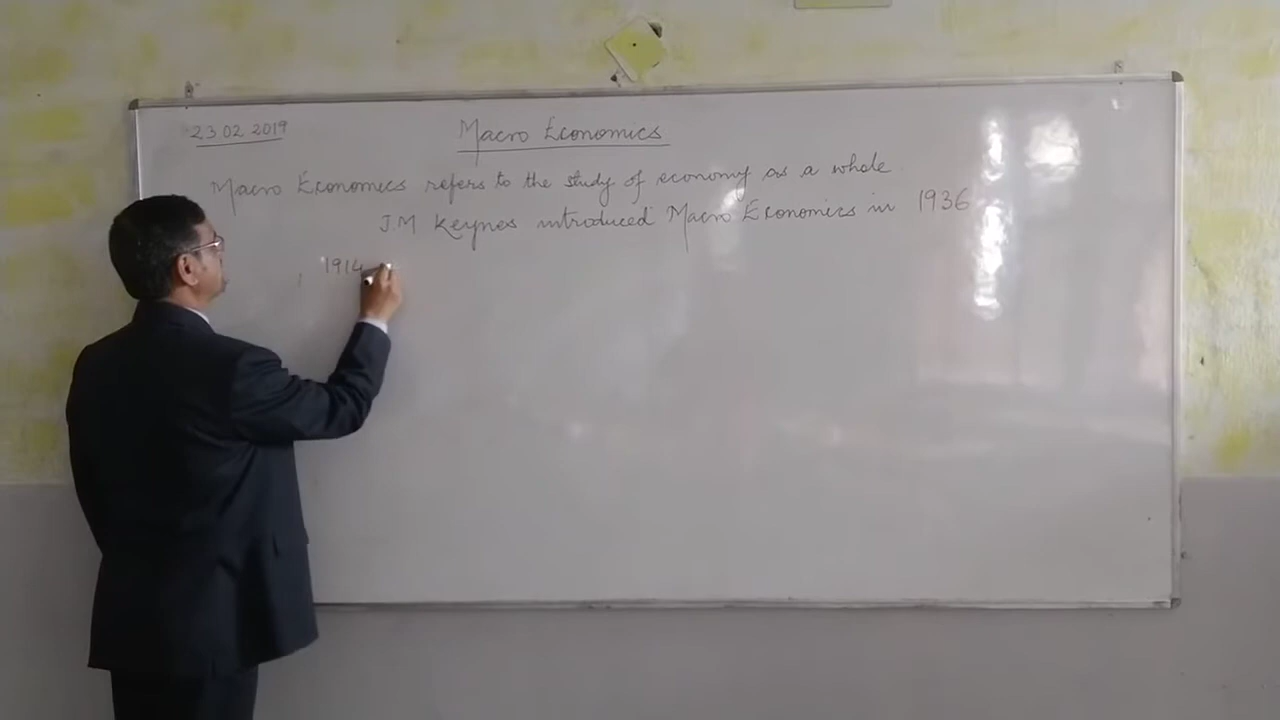 23.02.2019
Macro Economics
Macro Economics refers to the study of economy as a whole.
J.M Keynes introduced Macro Economics in 1936
1914